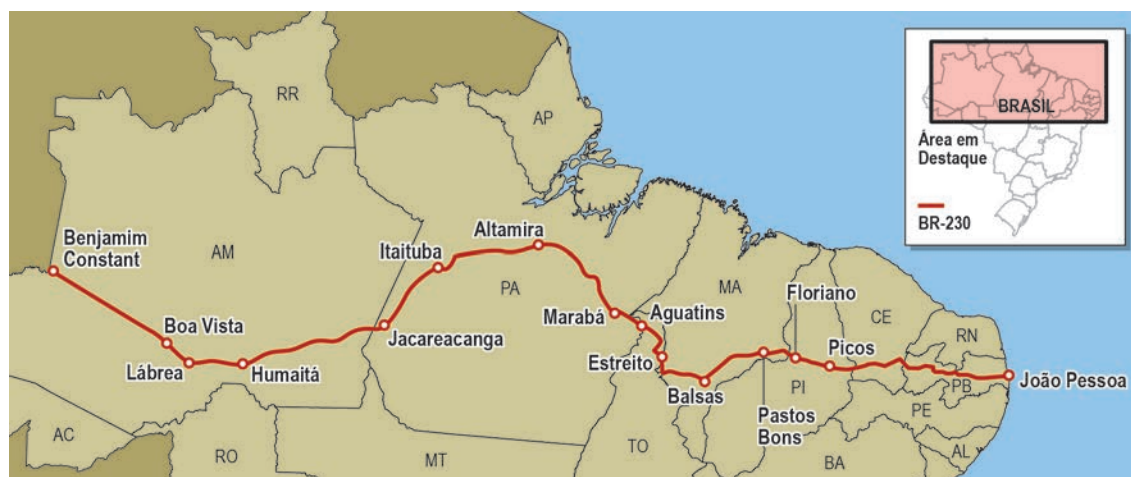 RR
AP
BRASIL
Área em
Destaque
BR-230
Benjamim
Constant
AM
Itaituba
Altamira
PA
MA
Floriano
CE
Marabá
Aguatins
Boa Vista
Jacareacanga
RN
Lábrea
Humaitá
Estreito
Picos
João Pessoa
Balsas
PI
PB
Pastos
Bons
PE
AC
RO
MT
TO
BA
AL